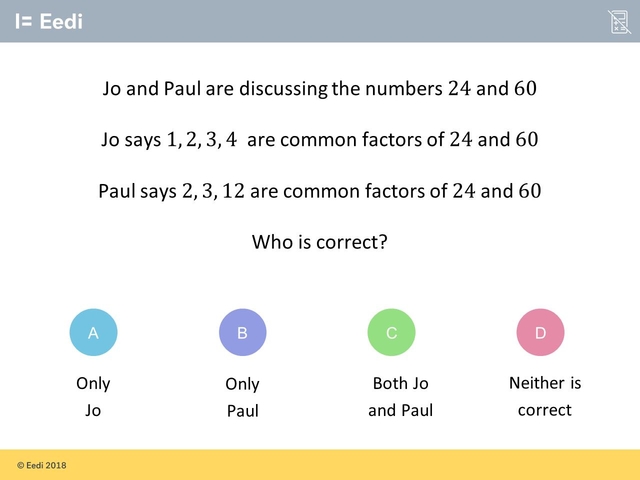 I= Eedi
Jo and Paul are discussing the numbers 24 and 60
Jo says 1, 2, 3, 4 are common factors of 24 and 60
Paul says 2, 3, 12 are common factors of 24 and 60
Who is correct?
A B C D
Only Only Both Jo Neither is
Jo Paul and Paul correct
© Eedi 2018